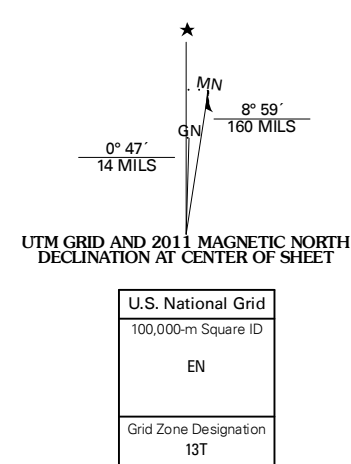 ★
MN
8° 59´
160 MILS
GN
0° 47´
14 MILS
UTM GRID AND 2011 MAGNETIC NORTH
DECLINATION AT CENTER OF SHEET
U.S. National Grid
100,000-m Square ID
EN
Grid Zone Designation
13T